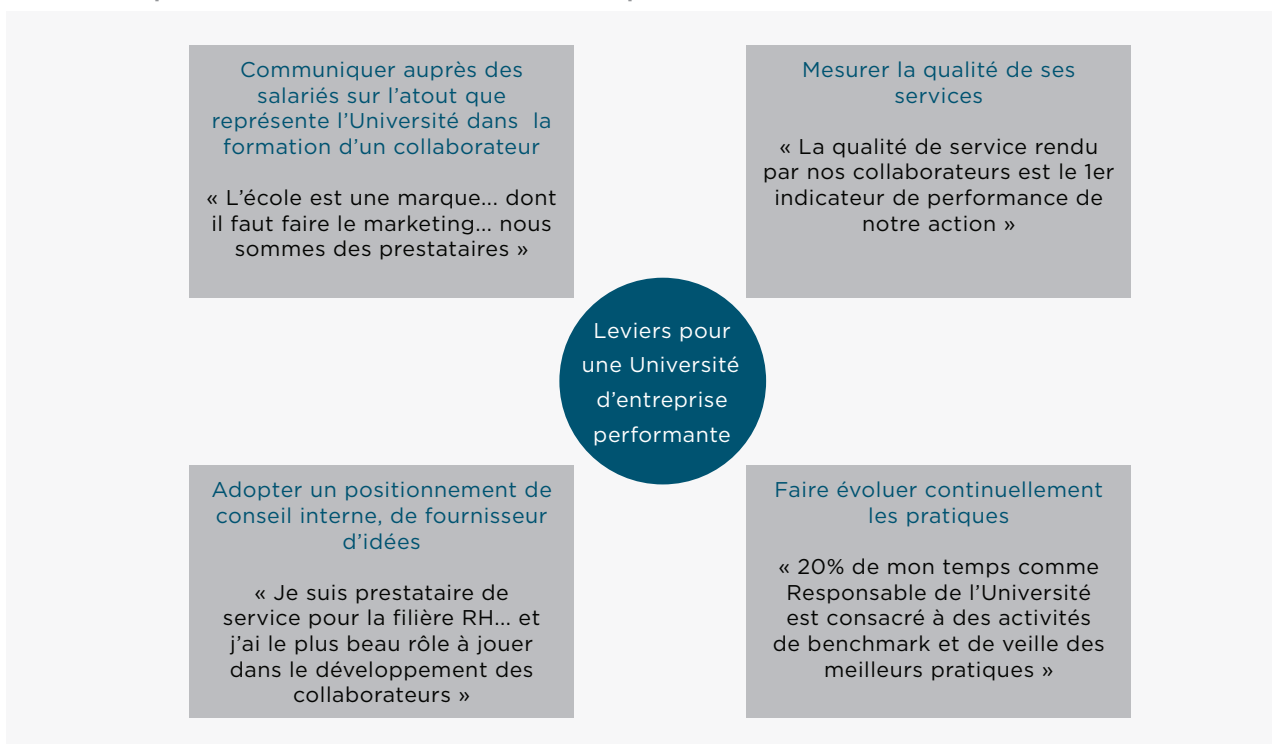 Communiquer auprès des
salariés sur l'atout que
représente l'Université dans la
formation d'un collaborateur
« L'école est une marque... dont
il faut faire le marketing... nous
sommes des prestataires »
Mesurer la qualité de ses
services
« La qualité de service rendu
par nos collaborateurs est le 1er
indicateur de performance de
notre action »
Leviers pour
une Université
d'entreprise
performante
Adopter un positionnement de
conseil interne, de fournisseur
d'idées
« Je suis prestataire de
service pour la filière RH... et
j'ai le plus beau rôle à jouer
dans le développement des
collaborateurs »
Faire évoluer continuellement
les pratiques
« 20% de mon temps comme
Responsable de l'Université
est consacré à des activités
de benchmark et de veille des
meilleurs pratiques »